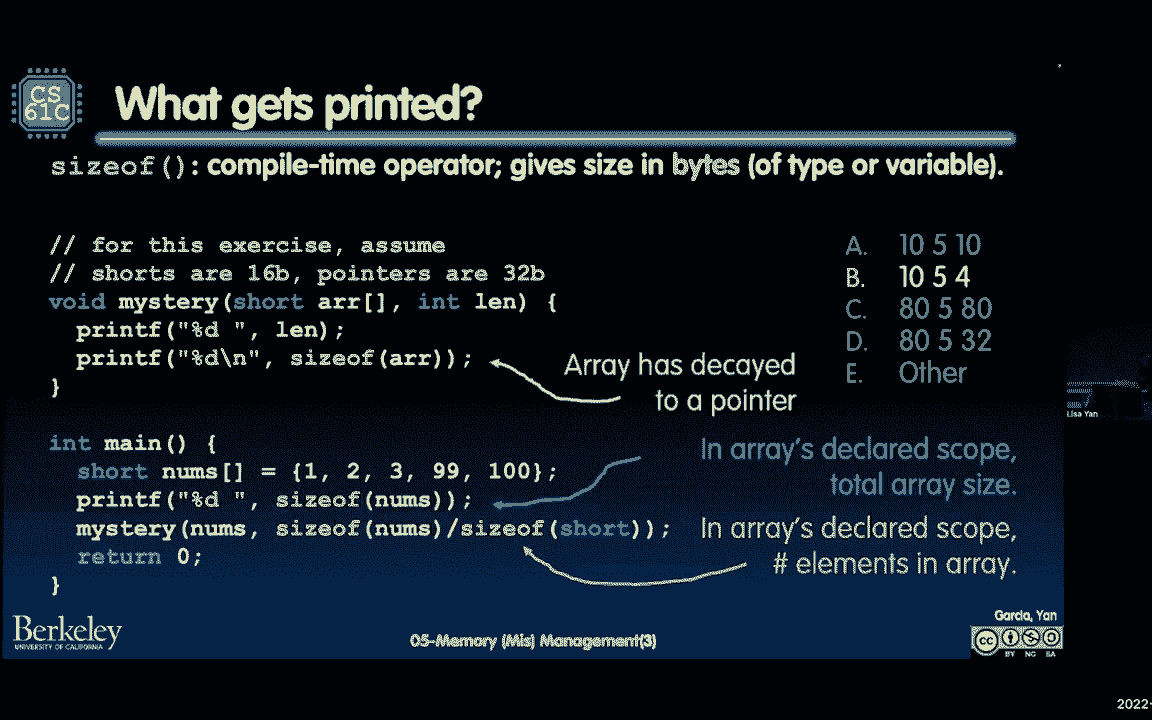 CS
61C
What gets printed?
sizeof(): compile-time operator; gives size in bytes (of type or variable).
// for this exercise, assume
// shorts are 16b, pointers are 32b
void mystery(short arr[], int len) {
printf("%d ", len);
printf("%d\n", sizeof(arr));
}
Array has decayed
to a pointer
A. 10 5 10
B. 10 5 4
C. 80 5 80
D. 80 5 32
E. Other
Lisa Yan
int main() {
short nums[] = {1, 2, 3, 99, 100};
printf("%d ", sizeof(nums));
mystery(nums, sizeof(nums)/sizeof(short));
return 0;
}
In array's declared scope,
total array size.
In array's declared scope,
# elements in array.
Berkeley
UNIVERSITY OF CALIFORNIA
05-Memory (Mis) Management(3)
Garcia, Yan
cc
BY NC SA
2022-